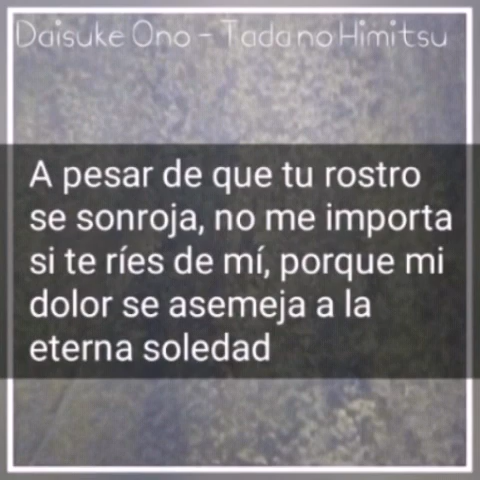 Daisuke Ono - Tada no Himitsu
A pesar de que tu rostro
se sonroja, no me importa
si te ríes de mí, porque mi
dolor se asemeja a la
eterna soledad